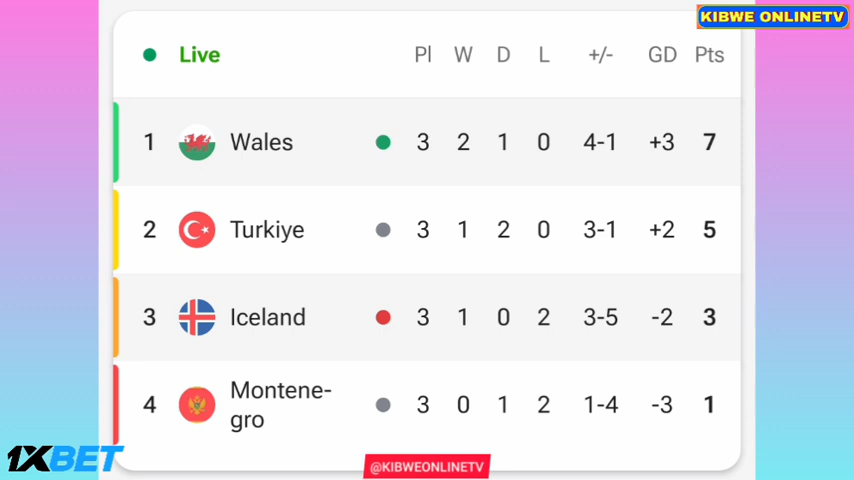 KIBWE ONLINETV
Live Pl W D L +/- GD Pts
1 Wales 3 2 1 0 4-1 +3 7
2 Turkiye 3 1 2 0 3-1 +2 5
3 Iceland 3 1 0 2 3-5 -2 3
4 Montene-
gro 3 0 1 2 1-4 -3 1
1XBET
@KIBWEONLINETV